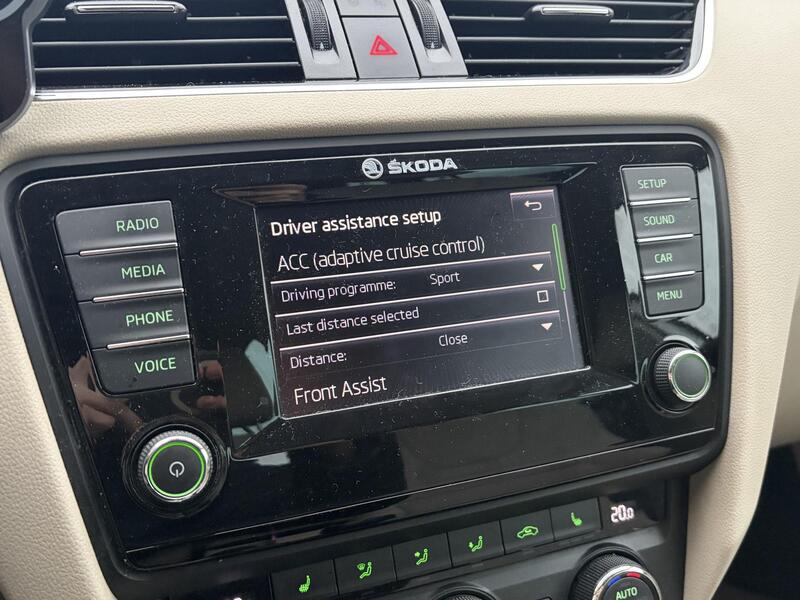 ŠKODA
RADIO
MEDIA
PHONE
VOICE
Driver assistance setup
ACC (adaptive cruise control)
Driving programme: Sport
Last distance selected
Distance: Close
Front Assist
SETUP
SOUND
CAR
MENU
20.0
AUTO